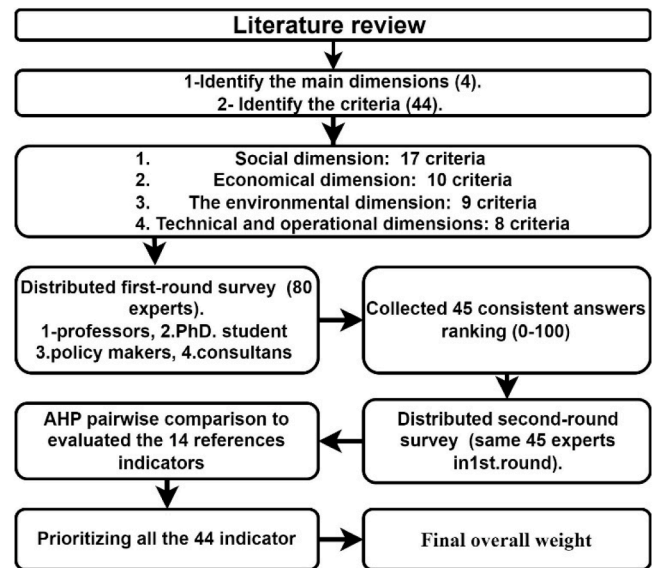 Literature review
1-Identify the main dimensions (4).
2- Identify the criteria (44).
1. Social dimension: 17 criteria
2. Economical dimension: 10 criteria
3. The environmental dimension: 9 criteria
4. Technical and operational dimensions: 8 criteria
Distributed first-round survey (80
experts).
1-professors, 2.PhD. student
3.policy makers, 4.consultans
Collected 45 consistent answers
ranking (0-100)
AHP pairwise comparison to
evaluated the 14 references
indicators
Distributed second-round
survey (same 45 experts
in1st.round).
Prioritizing all the 44 indicator
Final overall weight